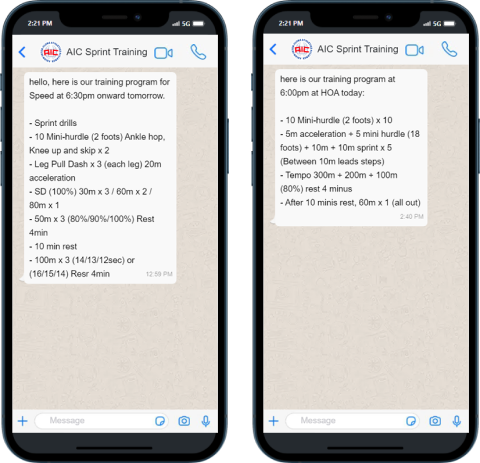 2:21 PM
5G
AIC
AIC Sprint Training
hello, here is our training program for
Speed at 6:30pm onward tomorrow.
- Sprint drills
- 10 Mini-hurdle (2 foots) Ankle hop,
Knee up and skip x 2
- Leg Pull Dash x 3 (each leg) 20m
acceleration
- SD (100%) 30m x 3 / 60m x 2 /
80m x 1
- 50m x 3 (80%/90%/100%) Rest
4min
- 10 min rest
- 100m x 3 (14/13/12sec) or
(16/15/14) Resr 4min
12:59 PM
Message
2:21 PM
5G
AIC
AIC Sprint Training
here is our training program at
6:00pm at HOA today:
- 10 Mini-hurdle (2 foots) x 10
- 5m acceleration + 5 mini hurdle (18
foots) + 10m + 10m sprint x 5
(Between 10m leads steps)
- Tempo 300m + 200m + 100m
(80%) rest 4 minus
- After 10 minis rest, 60m x 1 (all out)
2:40 PM
Message